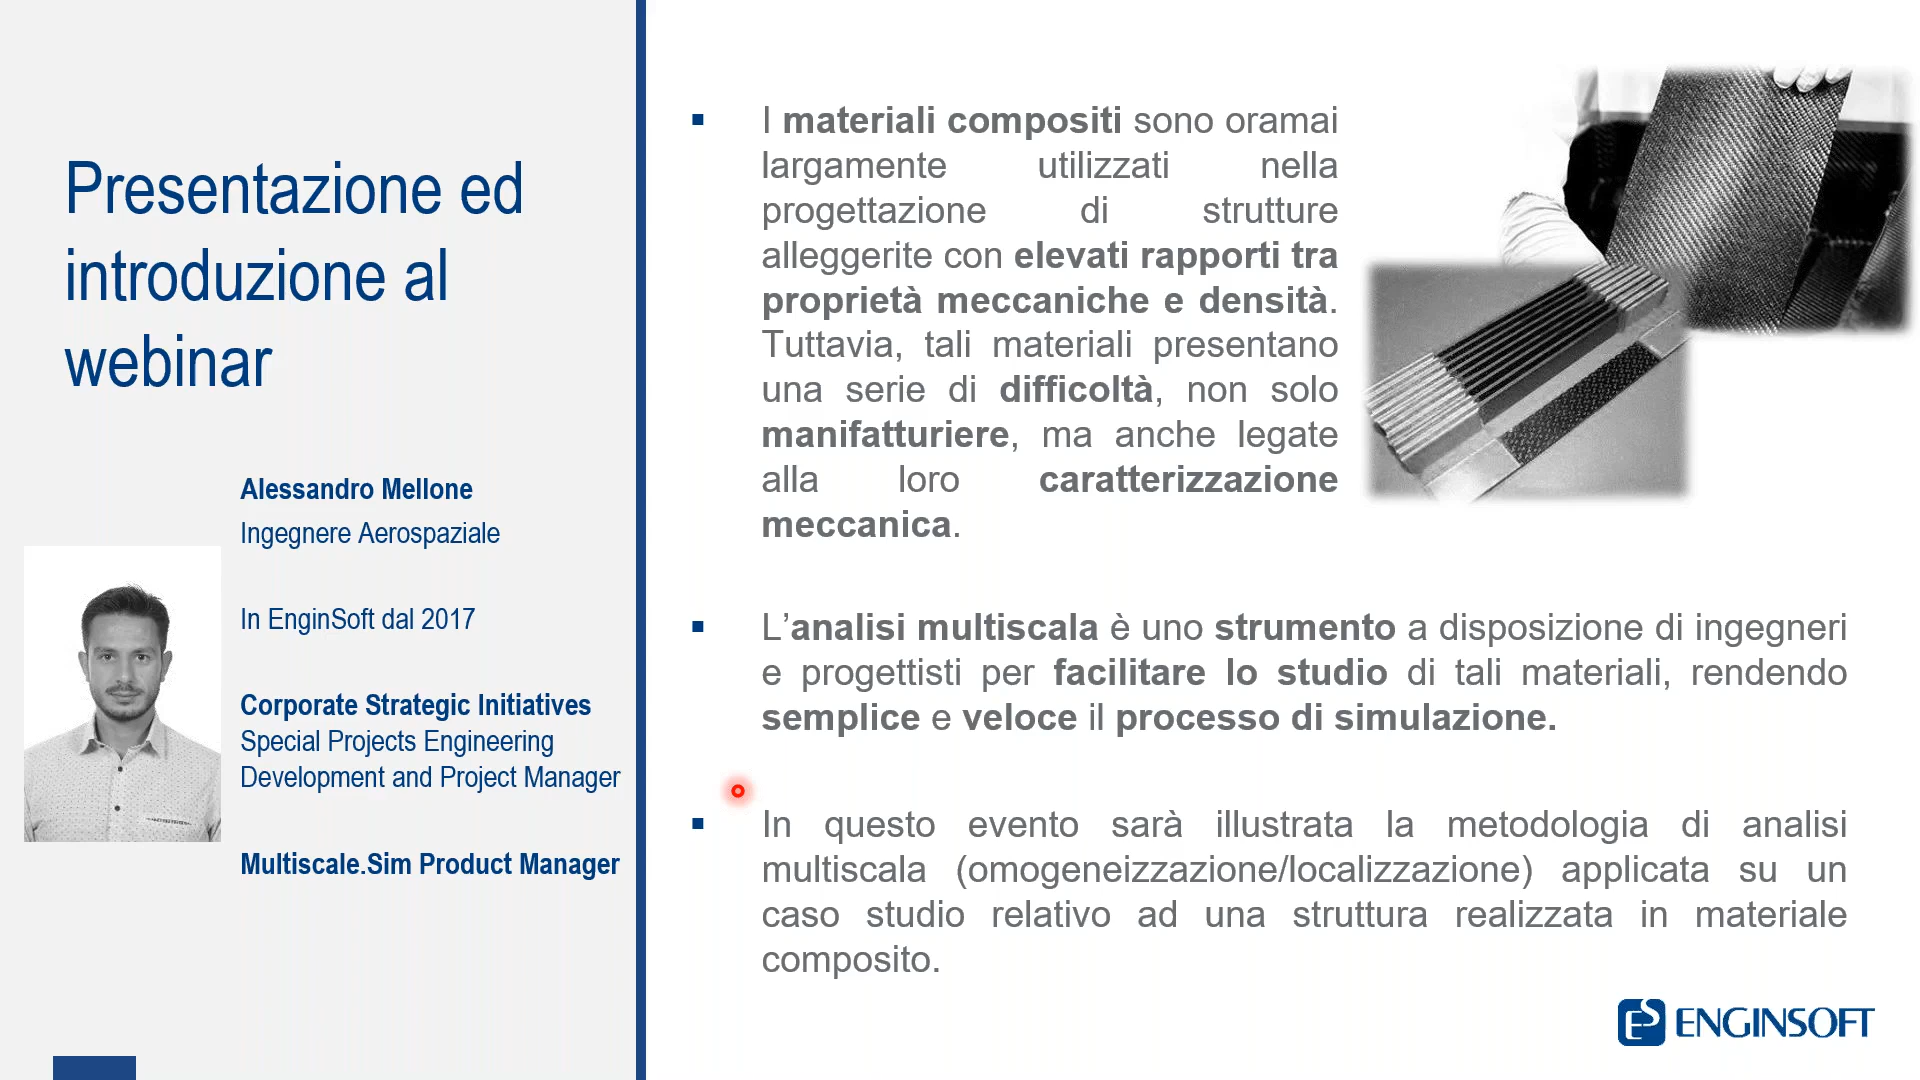 Presentazione ed
introduzione al
webinar
Alessandro Mellone
Ingegnere Aerospaziale
In EnginSoft dal 2017
Corporate Strategic Initiatives
Special Projects Engineering
Development and Project Manager
Multiscale.Sim Product Manager
▪ I materiali compositi sono oramai
largamente utilizzati nella
progettazione di strutture
alleggerite con elevati rapporti tra
proprietà meccaniche e densità.
Tuttavia, tali materiali presentano
una serie di difficoltà, non solo
manifatturiere, ma anche legate
alla loro caratterizzazione
meccanica.
▪ L’analisi multiscala è uno strumento a disposizione di ingegneri
e progettisti per facilitare lo studio di tali materiali, rendendo
semplice e veloce il processo di simulazione.
▪ In questo evento sarà illustrata la metodologia di analisi
multiscala (omogeneizzazione/localizzazione) applicata su un
caso studio relativo ad una struttura realizzata in materiale
composito.
ES ENGINSOFT